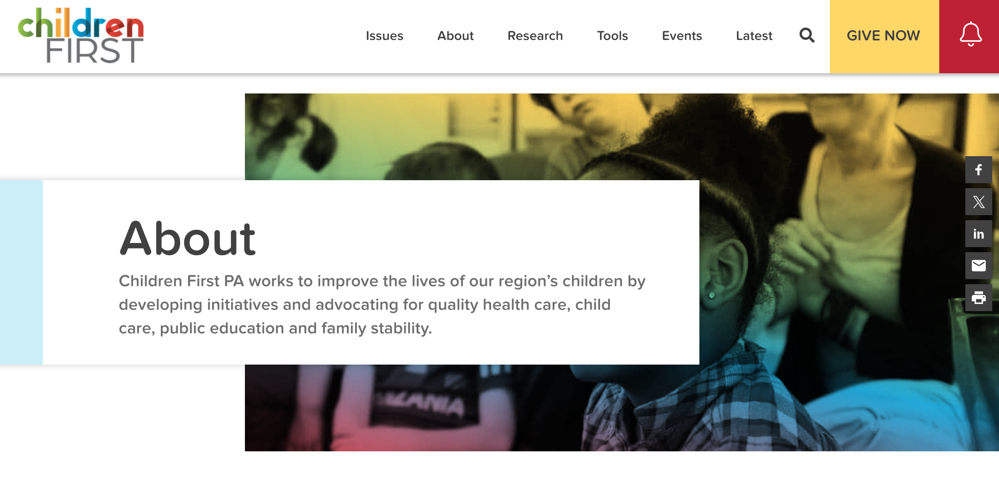 children
FIRST
Issues
About
Research
Tools
Events
Latest
GIVE NOW
About
Children First PA works to improve the lives of our region’s children by
developing initiatives and advocating for quality health care, child
care, public education and family stability.